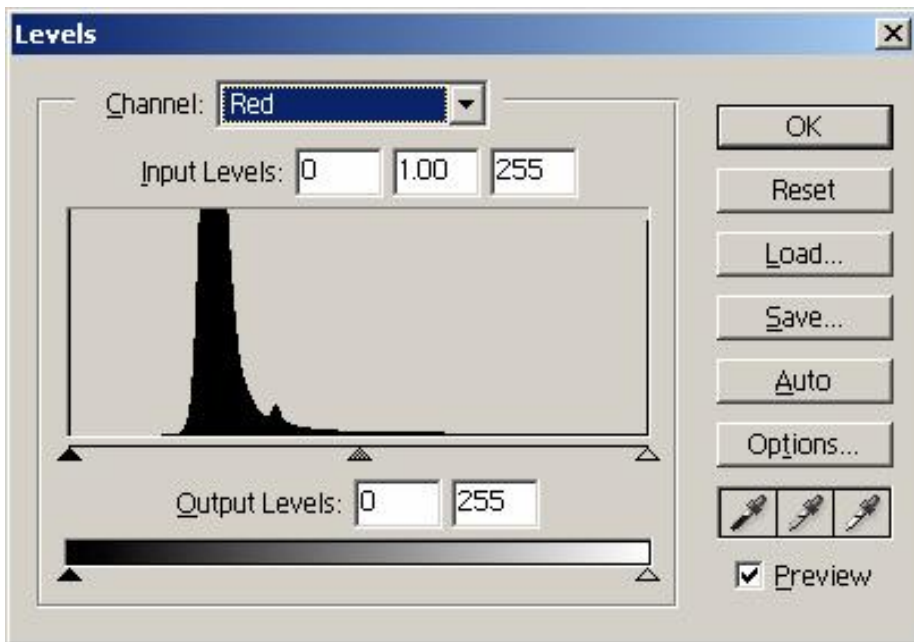 Levels
Channel: Red
Input Levels: 0 1.00 255
Output Levels: 0 255
OK
Reset
Load...
Save...
Auto
Options...
Preview